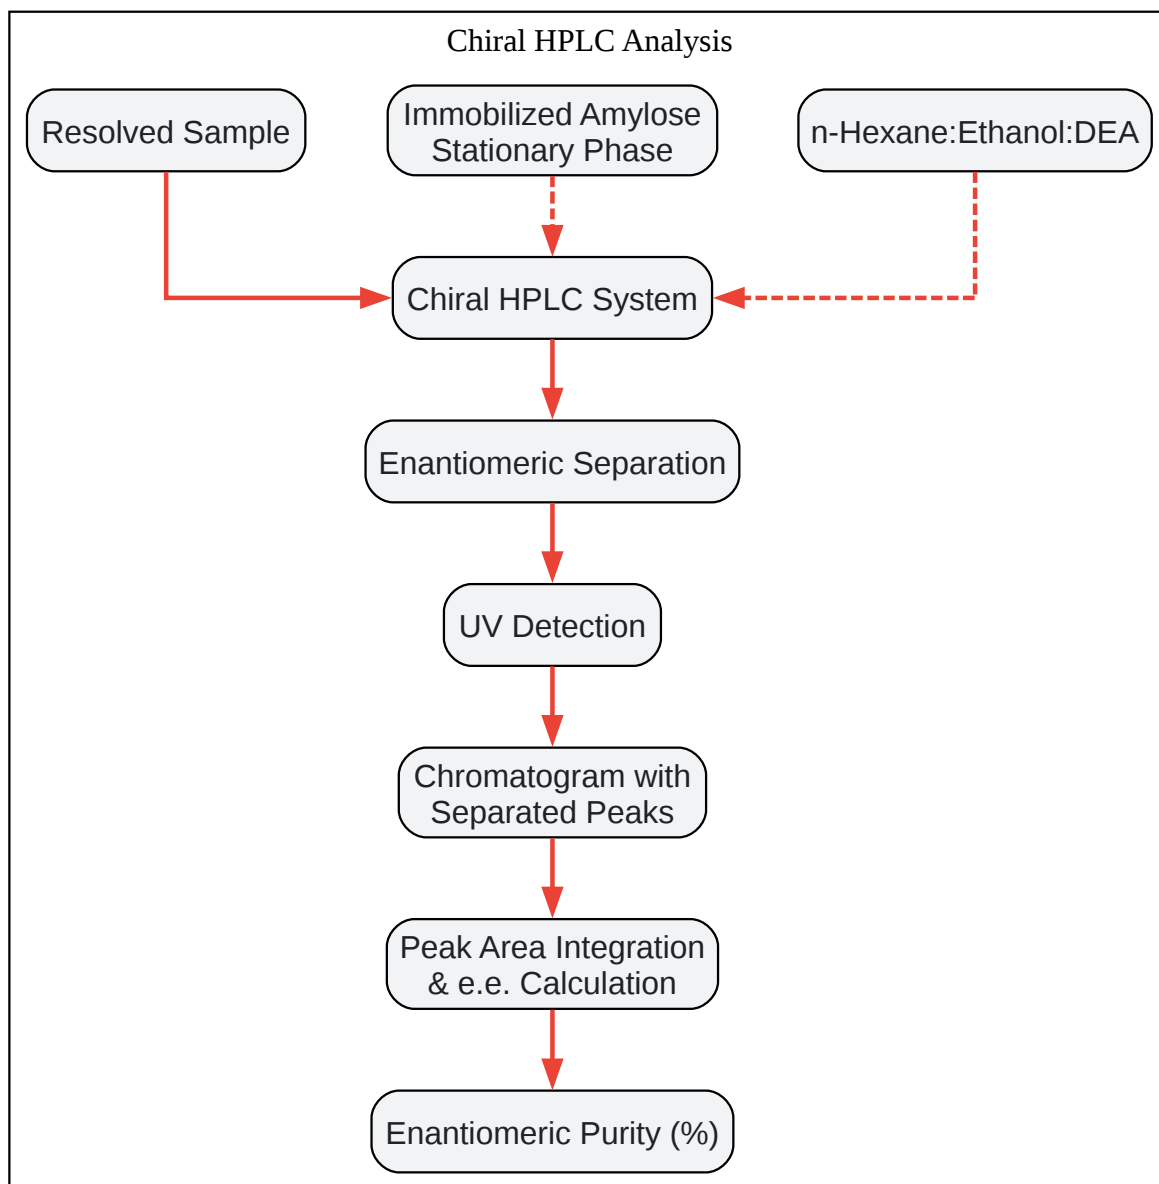 Chiral HPLC Analysis
Resolved Sample
Immobilized Amylose
Stationary Phase
n-Hexane:Ethanol:DEA
Chiral HPLC System
Enantiomeric Separation
UV Detection
Chromatogram with
Separated Peaks
Peak Area Integration
& e.e. Calculation
Enantiomeric Purity (%)